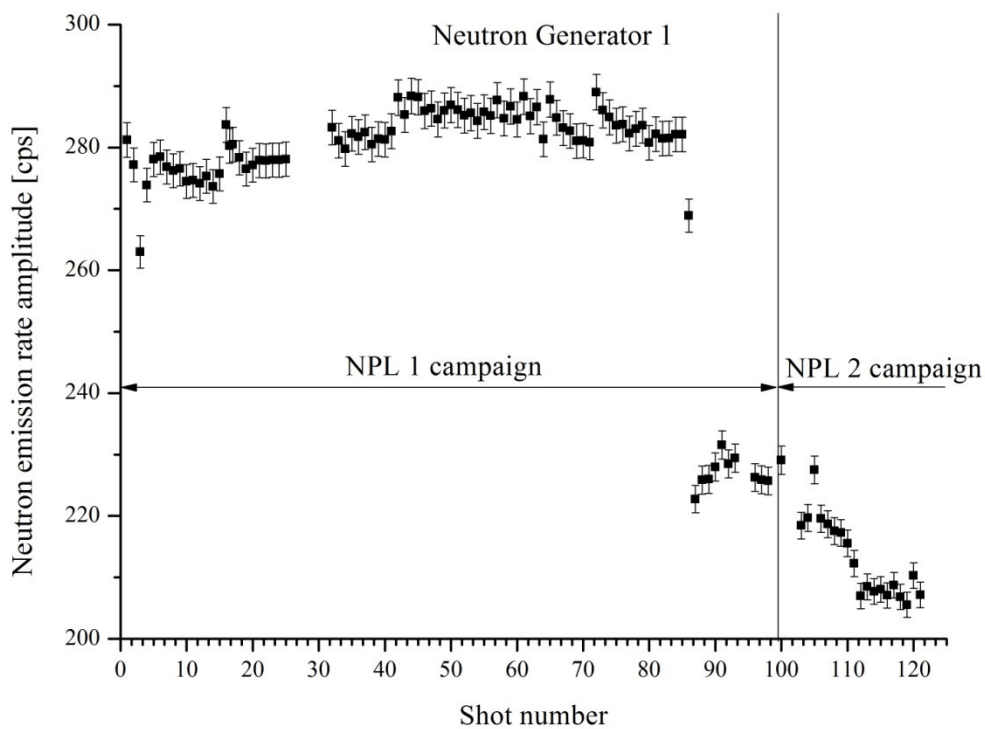 Neutron Generator 1
300
280
260
240
220
200
Neutron emission rate amplitude [cps]
NPL 1 campaign
NPL 2 campaign
0 10 20 30 40 50 60 70 80 90 100 110 120
Shot number